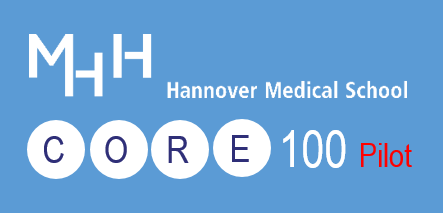 MHH
Hannover Medical School
CORE 100 Pilot